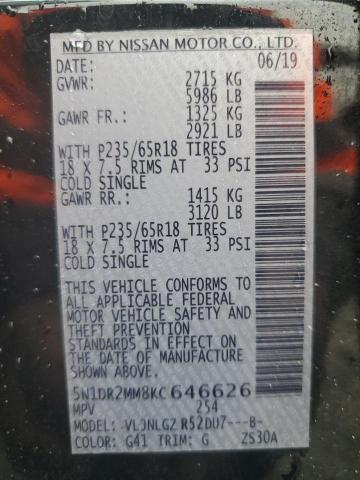 MFD BY NISSAN MOTOR CO., LTD.
DATE: 06/19
GVWR: 2715 KG
5986 LB
GAWR FR.: 1325 KG
2921 LB
WITH P235/65R18 TIRES
18 X 7.5 RIMS AT 33 PSI
COLD SINGLE
GAWR RR.: 1415 KG
3120 LB
WITH P235/65R18 TIRES
18 X 7.5 RIMS AT 33 PSI
COLD SINGLE
THIS VEHICLE CONFORMS TO
ALL APPLICABLE FEDERAL
MOTOR VEHICLE SAFETY AND
THEFT PREVENTION
STANDARDS IN EFFECT ON
THE DATE OF MANUFACTURE
SHOWN ABOVE.
5N1DR2MM8KC646626
MPV 254
MODEL: VLJNLGZ R52DU7---B-
COLOR: G41 TRIM: G ZS30A